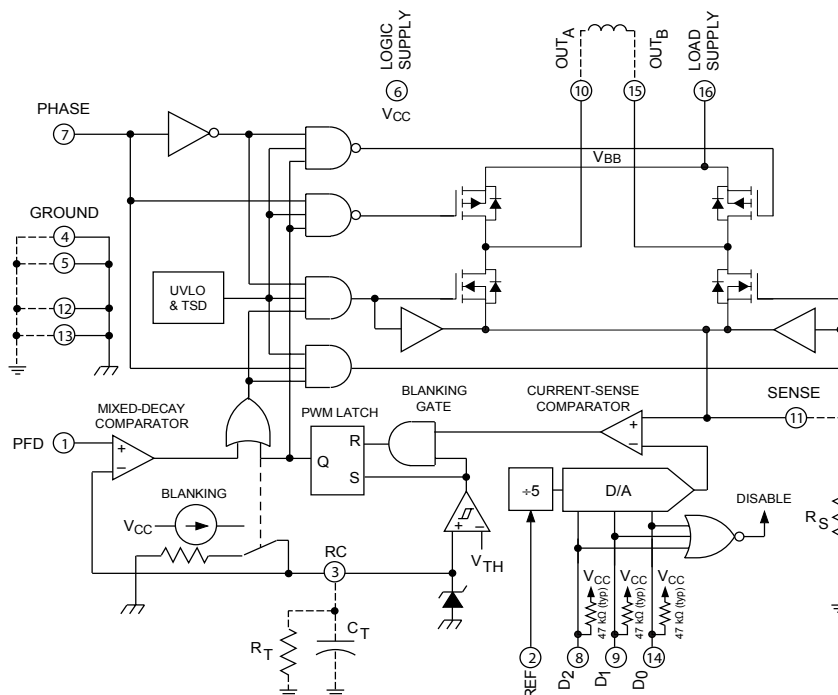 LOGIC
SUPPLY
6
VCC
OUTA
OUTB
10
15
LOAD
SUPPLY
16
PHASE
7
VBB
GROUND
4
5
12
13
UVLO
& TSD
MIXED-DECAY
COMPARATOR
PFD 1
+
−
PWM LATCH
Q
R
S
BLANKING
GATE
CURRENT-SENSE
COMPARATOR
+
−
SENSE
11
BLANKING
VCC
RC
3
+
−
VTH
÷5
D/A
DISABLE
RS
RT
CT
VCC
47 kΩ (typ)
VCC
47 kΩ (typ)
VCC
47 kΩ (typ)
2
8
9
14
REF
D2
D1
D0